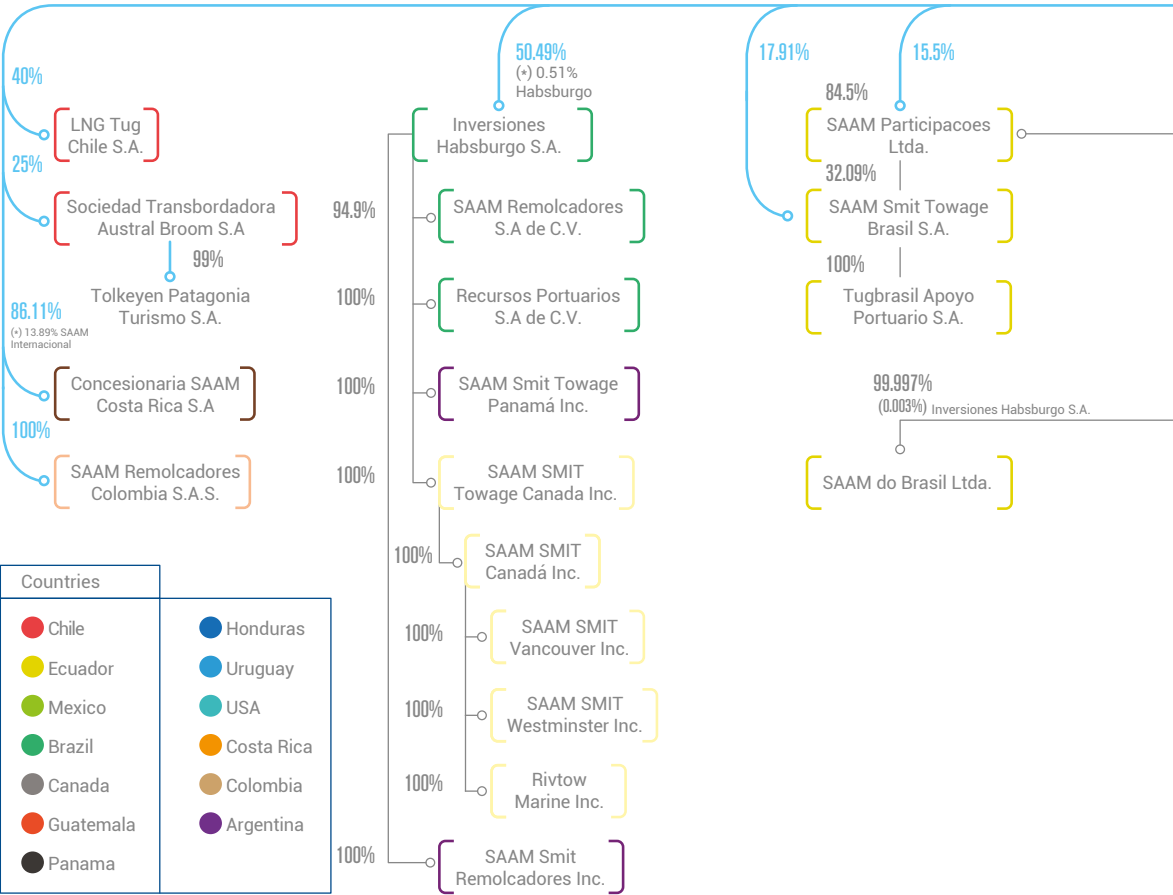 40%
LNG Tug
Chile S.A.
25%
Sociedad Transbordadora
Austral Broom S.A
99%
Tolkeyen Patagonia
Turismo S.A.
86.11%
(*) 13.89% SAAM
Internacional
Concesionaria SAAM
Costa Rica S.A
100%
SAAM Remolcadores
Colombia S.A.S.
50.49%
(*) 0.51%
Habsburgo
Inversiones
Habsburgo S.A.
94.9%
SAAM Remolcadores
S.A de C.V.
100%
Recursos Portuarios
S.A de C.V.
100%
SAAM Smit Towage
Panamá Inc.
100%
SAAM SMIT
Towage Canada Inc.
100%
SAAM SMIT
Canadá Inc.
100%
SAAM SMIT
Vancouver Inc.
100%
SAAM SMIT
Westminster Inc.
100%
Rivtow
Marine Inc.
100%
SAAM Smit
Remolcadores Inc.
17.91%
15.5%
84.5%
SAAM Participacoes
Ltda.
32.09%
SAAM Smit Towage
Brasil S.A.
100%
Tugbrasil Apoyo
Portuario S.A.
99.997%
(0.003%) Inversiones Habsburgo S.A.
SAAM do Brasil Ltda.
Countries
Chile
Ecuador
Mexico
Brazil
Canada
Guatemala
Panama
Honduras
Uruguay
USA
Costa Rica
Colombia
Argentina